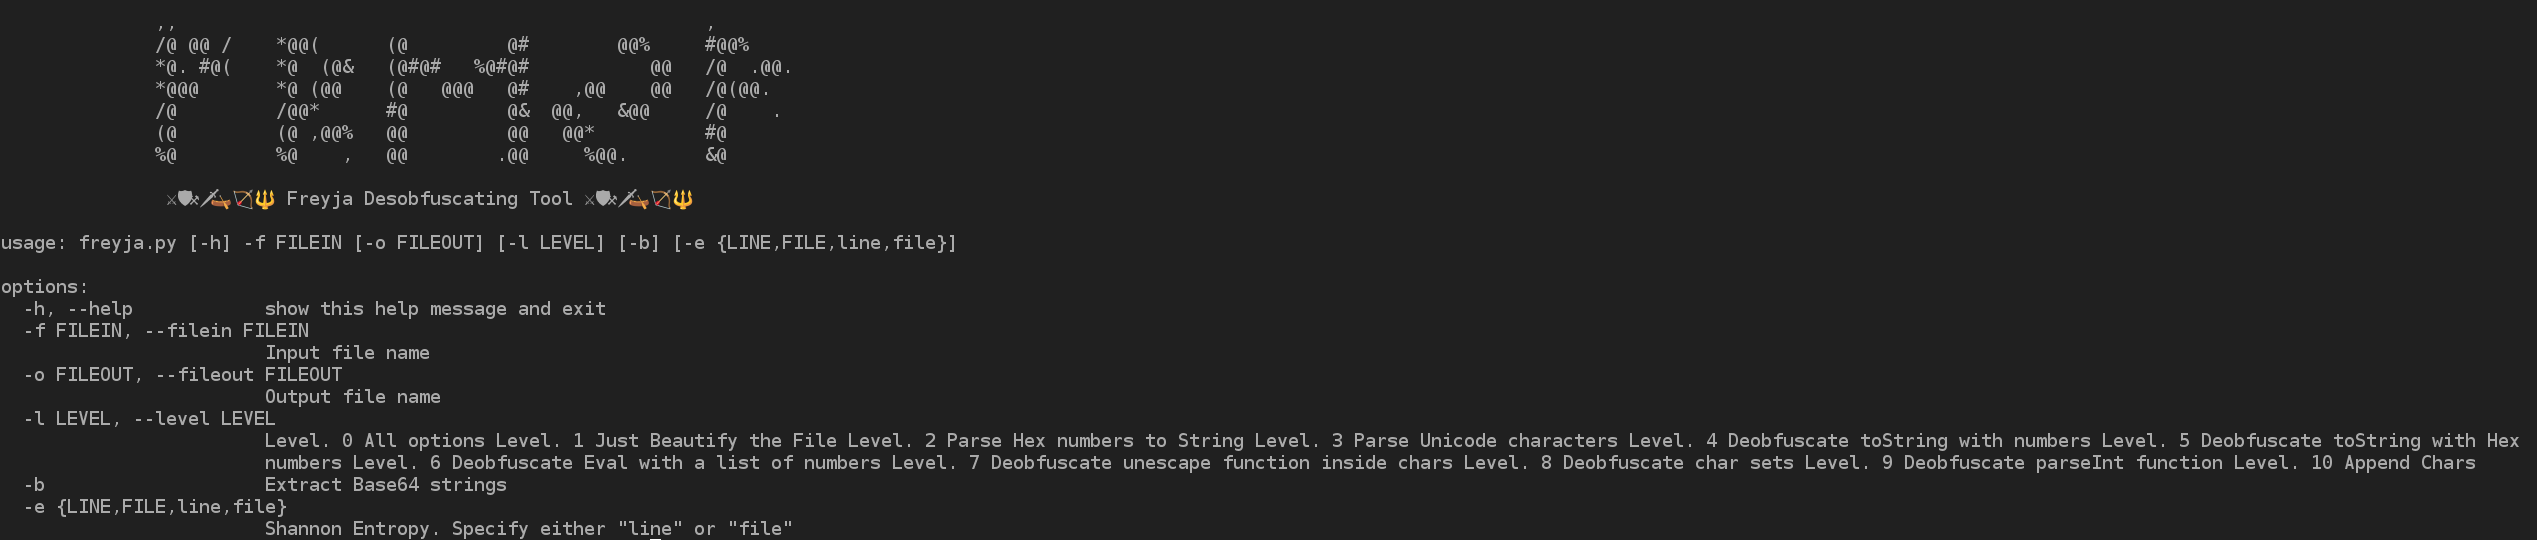 ,,                                                ,
              /@ @@ /    *@@(      (@         @#        @@%     #@@%
              *@. #@(    *@  (@&   (@#@#   %@#@#           @@   /@  .@@.
              *@@@       *@ (@@    (@   @@@   @#    ,@@    @@   /@(@@.
              /@         /@@*      #@         @&  @@,   &@@     /@    .
              (@         (@ ,@@%   @@         @@   @@*          #@
              %@         %@    ,   @@        .@@     %@@.       &@
⚔🛡⚒🗡🪃🏹🔱 Freyja Desobfuscating Tool ⚔🛡⚒🗡🪃🏹🔱
usage: freyja.py [-h] -f FILEIN [-o FILEOUT] [-l LEVEL] [-b] [-e {LINE,FILE,line,file}]
options:
  -h, --help            show this help message and exit
  -f FILEIN, --filein FILEIN
                        Input file name
  -o FILEOUT, --fileout FILEOUT
                        Output file name
  -l LEVEL, --level LEVEL
                        Level. 0 All options Level. 1 Just Beautify the File Level. 2 Parse Hex numbers to String Level. 3 Parse Unicode characters Level. 4 Deobfuscate toString with numbers Level. 5 Deobfuscate toString with Hex
                        numbers Level. 6 Deobfuscate Eval with a list of numbers Level. 7 Deobfuscate unescape function inside chars Level. 8 Deobfuscate char sets Level. 9 Deobfuscate parseInt function Level. 10 Append Chars
  -b                    Extract Base64 strings
  -e {LINE,FILE,line,file}
                        Shannon Entropy. Specify either "line" or "file"